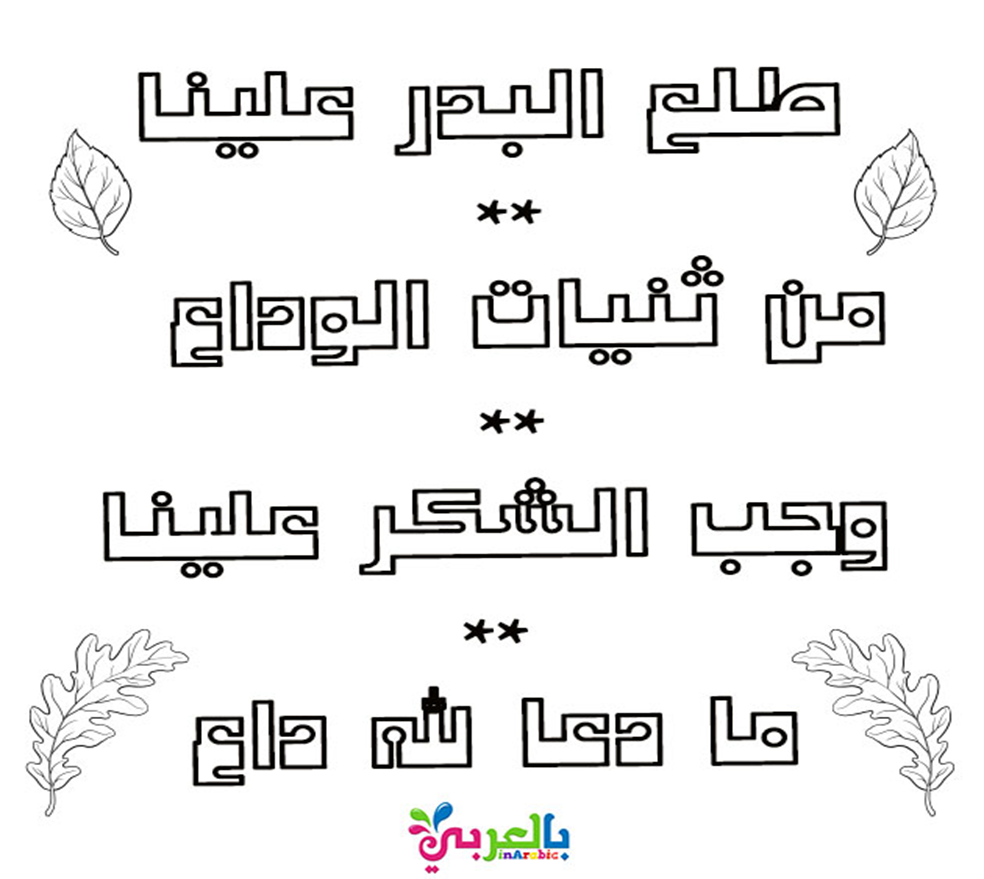 طلع البدر علينا
**
من ثنيات الوداع
**
وجب الشكر علينا
**
ما دعا لله داع
بالعربي
inArabic